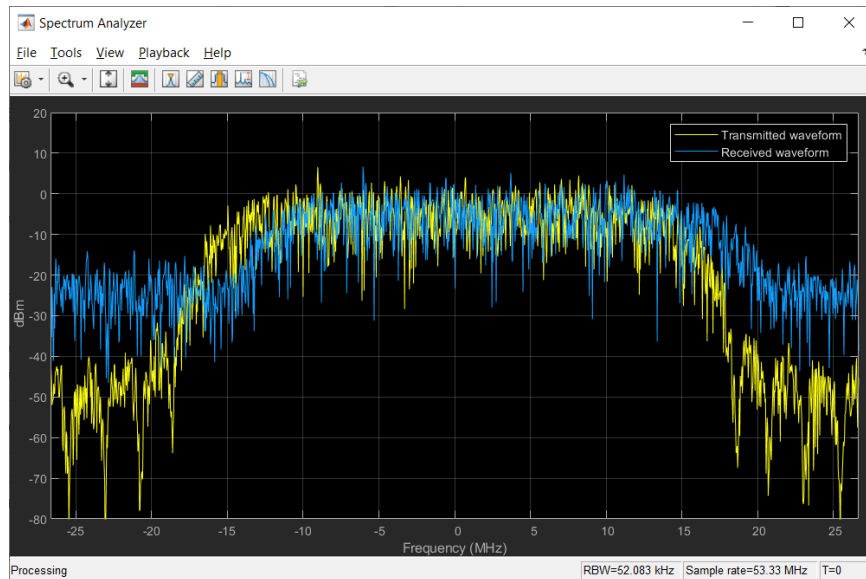 Spectrum Analyzer
File Tools View Playback Help
Transmitted waveform
Received waveform
20
10
0
-10
-20
-30
-40
-50
-60
-70
-80
dBm
-25 -20 -15 -10 -5 0 5 10 15 20 25
Frequency (MHz)
Processing RBW=52.083 kHz Sample rate=53.33 MHz T=0